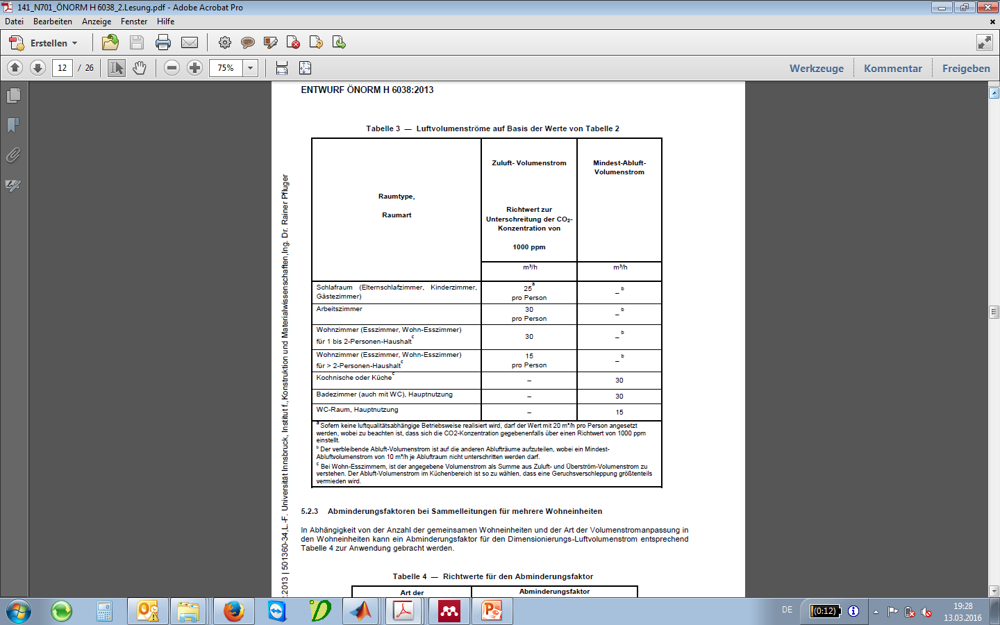 141_N701_ÖNORM H 6038_2.Lesung.pdf - Adobe Acrobat Pro
Datei Bearbeiten Anzeige Fenster Hilfe
Erstellen
12 / 26 75% Werkzeuge Kommentar Freigeben
ENTWURF ÖNORM H 6038:2013
Tabelle 3 — Luftvolumenströme auf Basis der Werte von Tabelle 2
Raumtype,
Raumart
Zuluft- Volumenstrom
Richtwert zur
Unterschreitung der CO₂-
Konzentration von
1000 ppm
Mindest-Abluft-
Volumenstrom
m³/h m³/h
Schlafraum (Elternschlafzimmer, Kinderzimmer,
Gästezimmer)
25 a
pro Person
– b
Arbeitszimmer
30
pro Person
– b
Wohnzimmer (Esszimmer, Wohn-Esszimmer)
für 1 bis 2-Personen-Haushalt c
30
– b
Wohnzimmer (Esszimmer, Wohn-Esszimmer)
für > 2-Personen-Haushalt c
15
pro Person
– b
Kochnische oder Küche c – 30
Badezimmer (auch mit WC), Hauptnutzung – 30
WC-Raum, Hauptnutzung – 15
a Sofern keine luftqualitätsabhängige Betriebsweise realisiert wird, darf der Wert mit 20 m³/h pro Person angesetzt
werden, wobei zu beachten ist, dass sich die CO2-Konzentration gegebenenfalls über einen Richtwert von 1000 ppm
einstellt.
b Der verbleibende Abluft-Volumenstrom ist auf die anderen Ablufträume aufzuteilen, wobei ein Mindest-
Abluftvolumenstrom von 10 m³/h je Abluftraum nicht unterschritten werden darf.
c Bei Wohn-Esszimmern, ist der angegebene Volumenstrom als Summe aus Zuluft- und Überström-Volumenstrom zu
verstehen. Der Abluft-Volumenstrom im Küchenbereich ist so zu wählen, dass eine Geruchsverschleppung größtenteils
vermieden wird.
5.2.3 Abminderungsfaktoren bei Sammelleitungen für mehrere Wohneinheiten
In Abhängigkeit von der Anzahl der gemeinsamen Wohneinheiten und der Art der Volumenstromanpassung in
den Wohneinheiten kann ein Abminderungsfaktor für den Dimensionierungs-Luftvolumenstrom entsprechend
Tabelle 4 zur Anwendung gebracht werden.
Tabelle 4 — Richtwerte für den Abminderungsfaktor
Art der Abminderungsfaktor
.2013 | 501360-34,L.-F. Universität Innsbruck, Institut f.,Konstruktion und Materialwissenschaften,Ing. Dr. Rainer Pfluger
DE (0:12) 19:28
13.03.2016